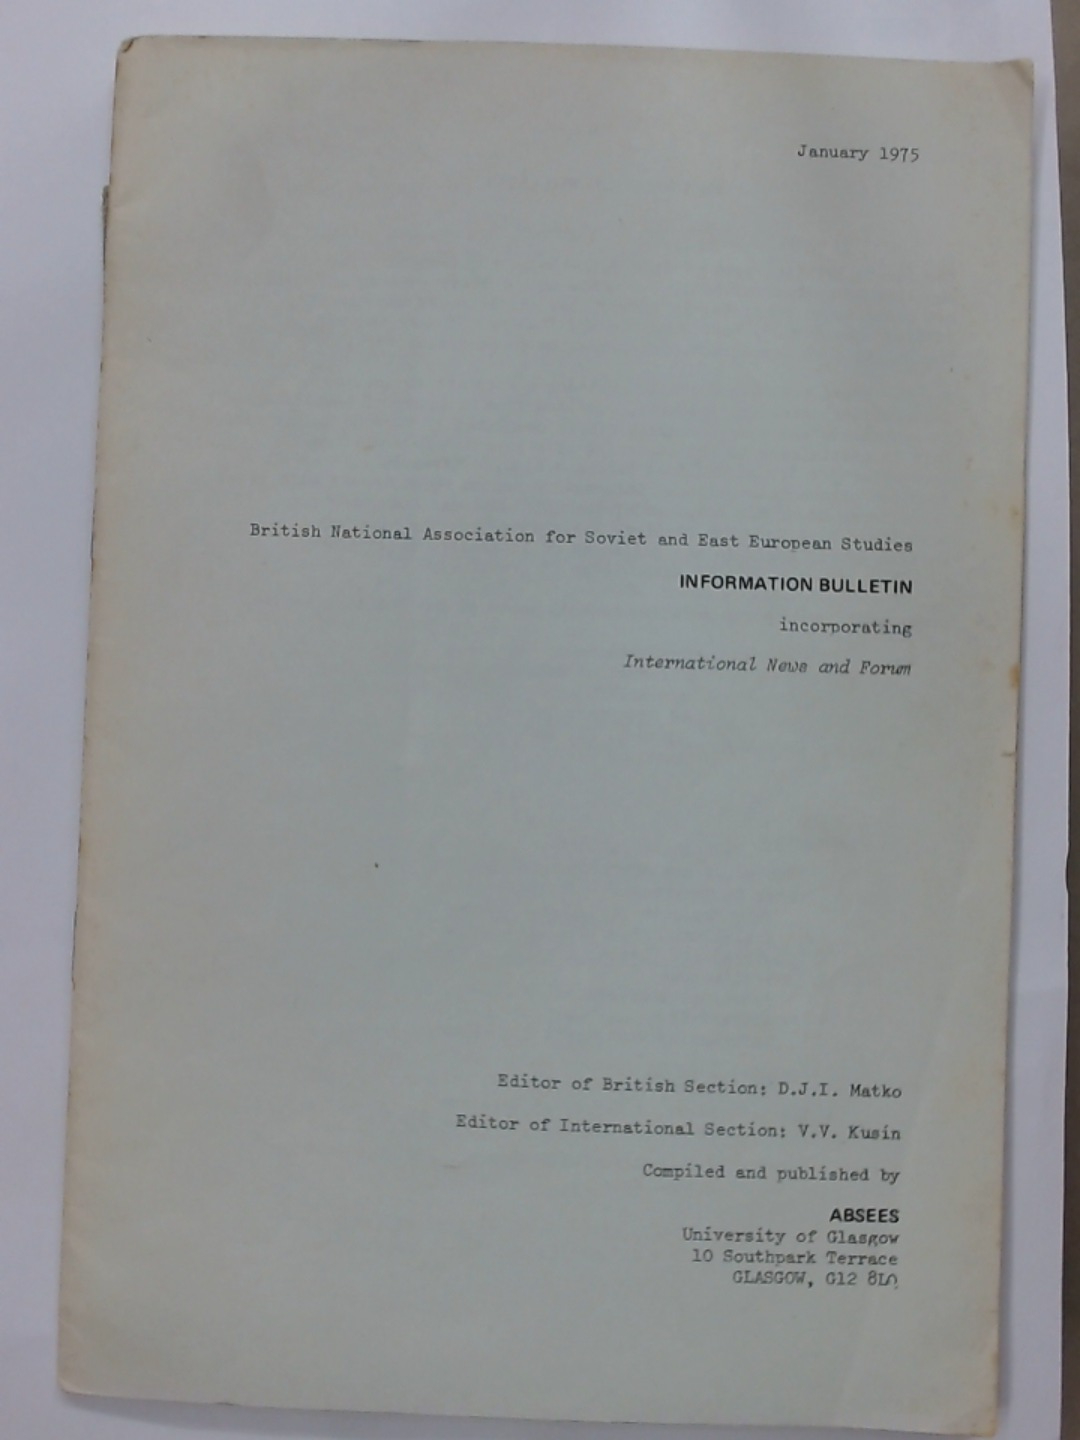 January 1975
British National Association for Soviet and East European Studies
INFORMATION BULLETIN
incorporating
International News and Forum
Editor of British Section: D.J.I. Matko
Editor of International Section: V.V. Kusin
Compiled and published by
ABSEES
University of Glasgow
10 Southpark Terrace
GLASGOW, G12 8LQ